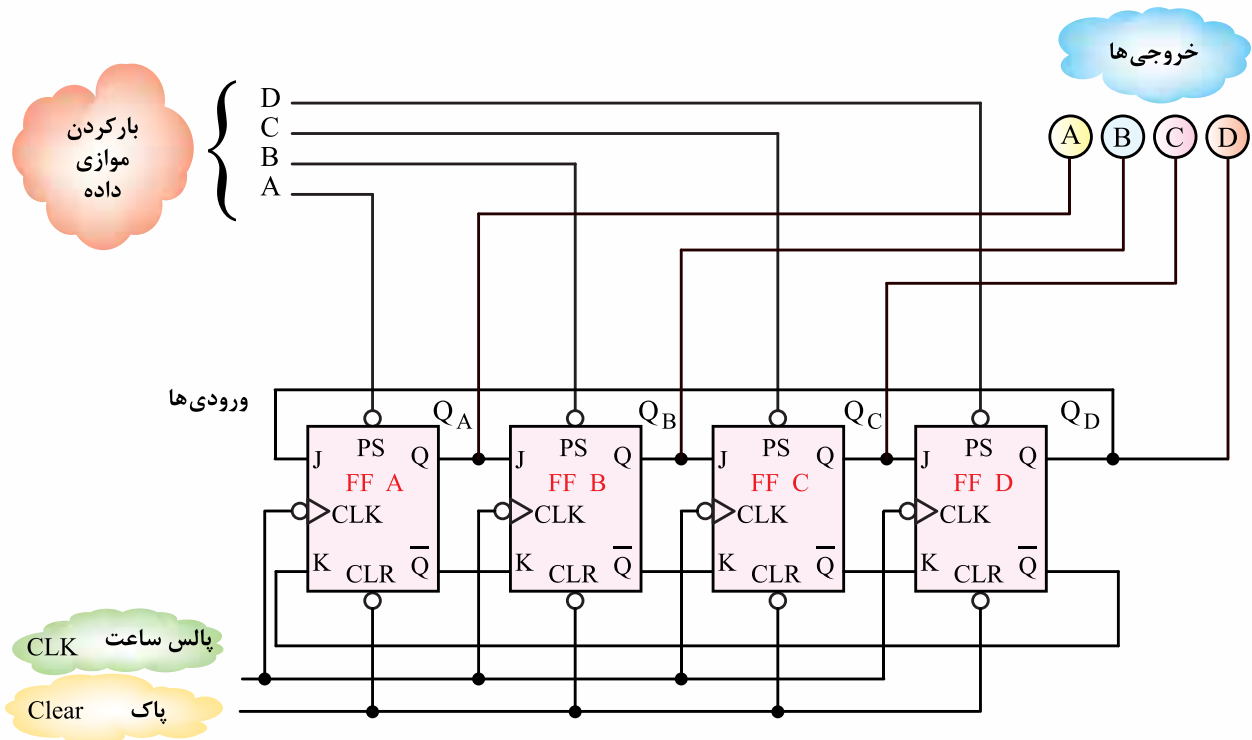 خروجی‌ها
A B C D
بارکردن
موازی
داده
D
C
B
A
ورودی‌ها
Q A
Q B
Q C
Q D
J PS Q
FF A
CLK
K CLR Q̅
J PS Q
FF B
CLK
K CLR Q̅
J PS Q
FF C
CLK
K CLR Q̅
J PS Q
FF D
CLK
K CLR Q̅
پالس ساعت CLK
پاک Clear